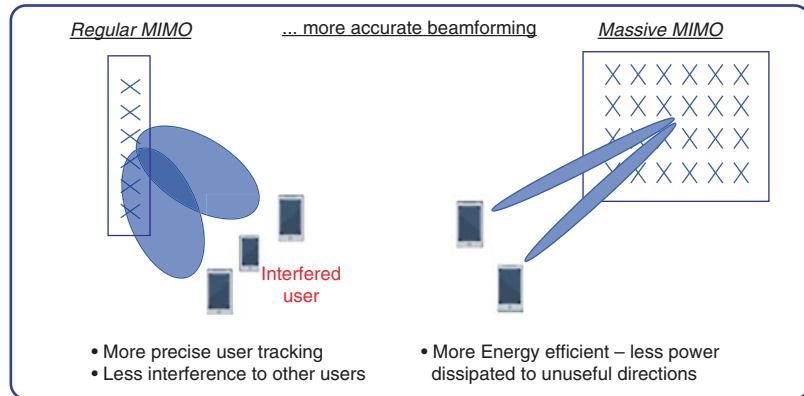 Regular MIMO
... more accurate beamforming
Massive MIMO
Interfered
user
• More precise user tracking
• Less interference to other users
• More Energy efficient – less power
dissipated to unuseful directions